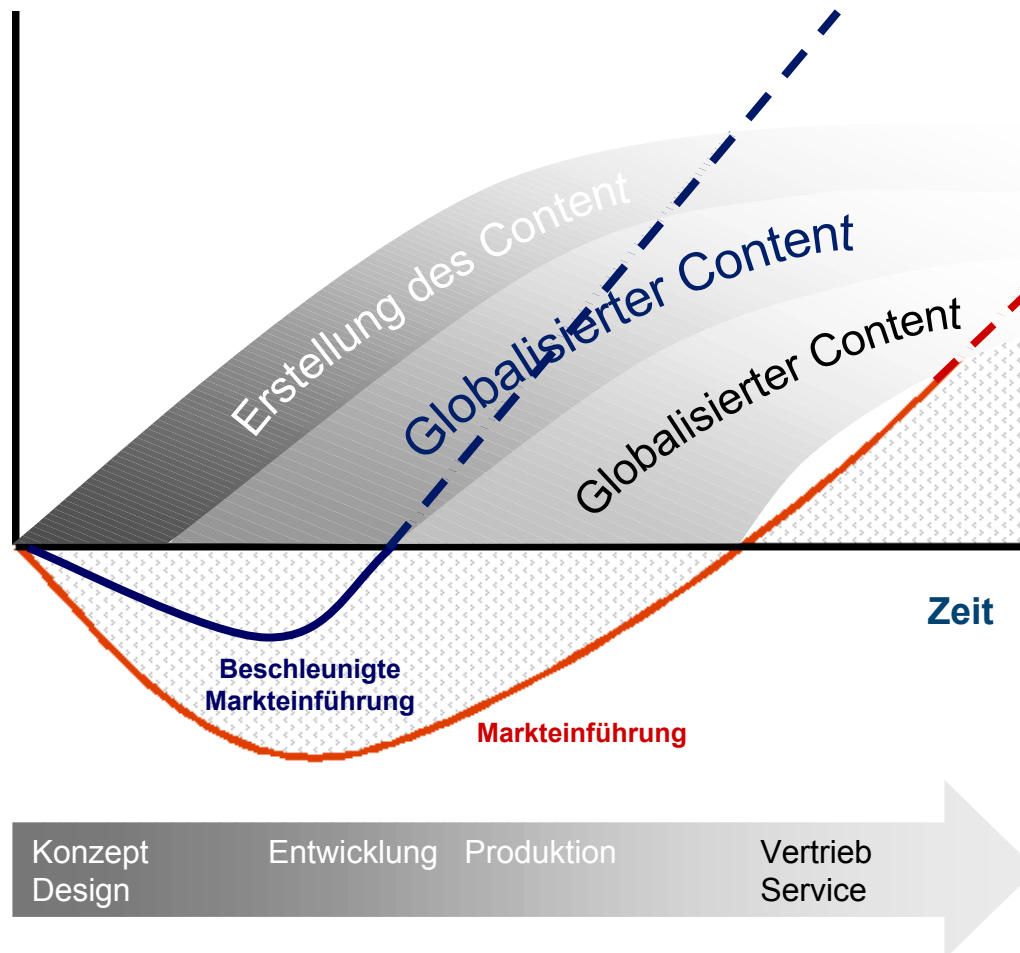 Erstellung des Content
Globalisierter Content
Globalisierter Content
Zeit
Beschleunigte
Markteinführung
Markteinführung
Konzept
Design
Entwicklung
Produktion
Vertrieb
Service